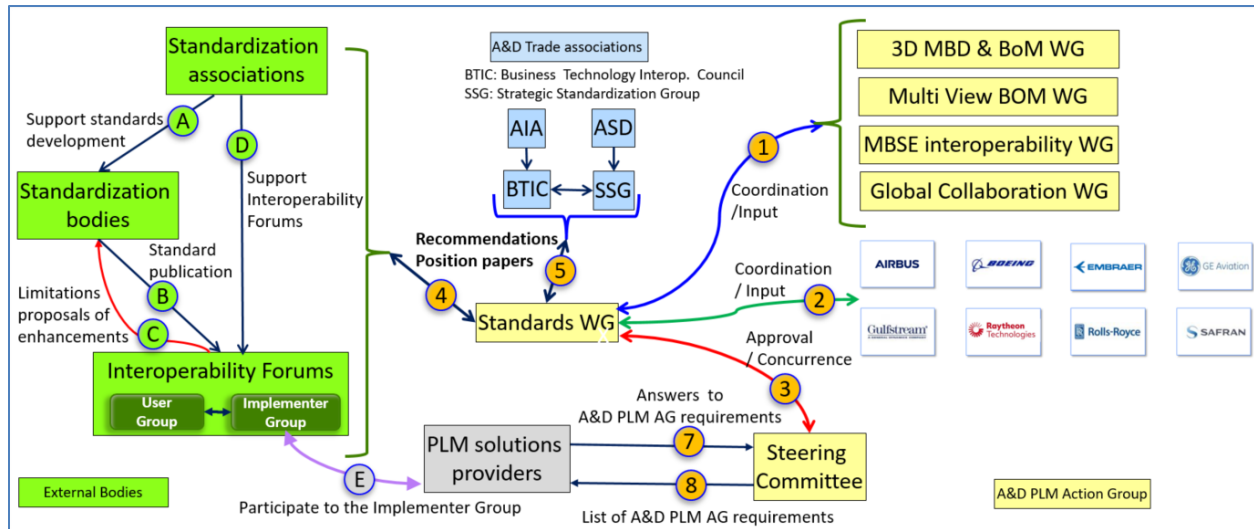 Standardization
associations
A
D
Support standards
development
Support
Interoperability
Forums
Standardization
bodies
Standard
publication
B
Limitations
proposals of
enhancements
C
Interoperability Forums
User
Group
Implementer
Group
External Bodies
A&D Trade associations
BTIC: Business Technology Interop. Council
SSG: Strategic Standardization Group
AIA
ASD
BTIC
SSG
Recommendations
Position papers
4
5
Standards WG
1
Coordination
/Input
Coordination
/ Input
2
Approval
/ Concurrence
3
3D MBD & BoM WG
Multi View BOM WG
MBSE interoperability WG
Global Collaboration WG
AIRBUS
BOEING
EMBRAER
GE Aviation
Gulfstream
Raytheon
Technologies
Rolls-Royce
SAFRAN
Answers to
A&D PLM AG requirements
7
PLM solutions
providers
Steering
Committee
8
List of A&D PLM AG requirements
E
Participate to the Implementer Group
A&D PLM Action Group